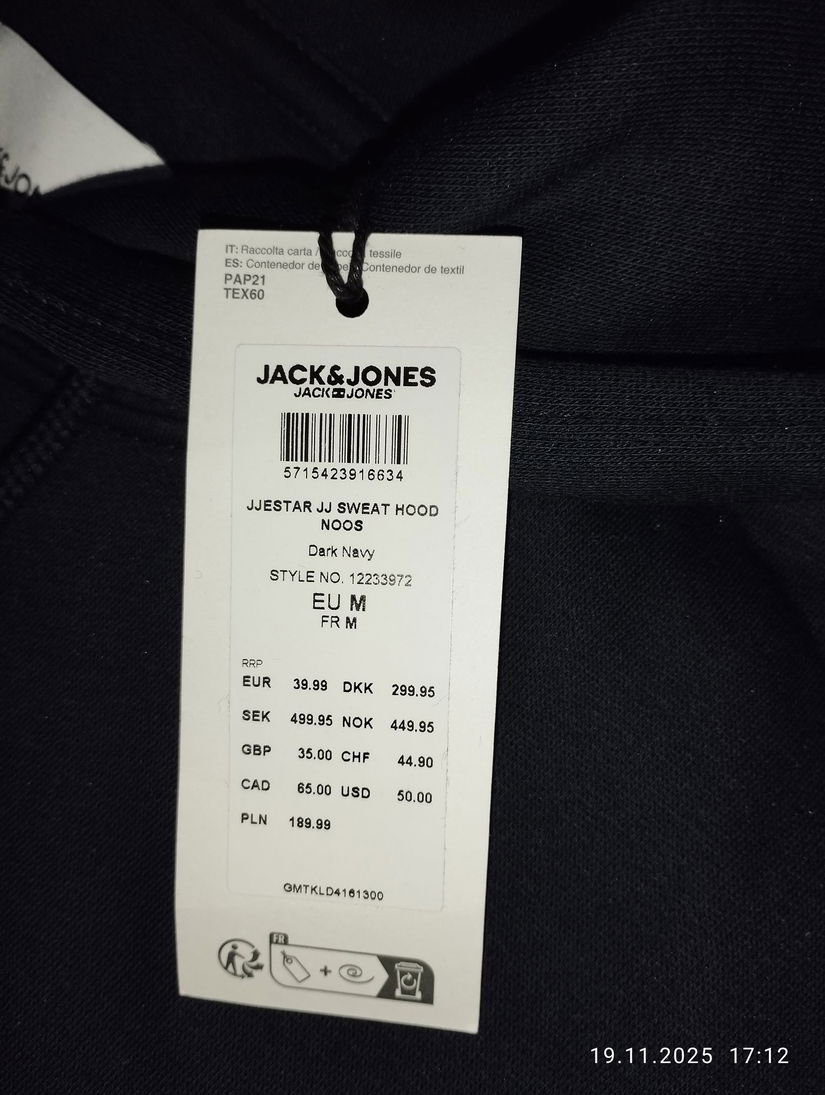 IT: Raccolta carta / tessile
ES: Contenedor de Contenedor de textil
PAP21
TEX60
JACK&JONES
JACK JONES
5715423916634
JJESTAR JJ SWEAT HOOD
NOOS
Dark Navy
STYLE NO. 12233972
EU M
FR M
RRP
EUR 39.99 DKK 299.95
SEK 499.95 NOK 449.95
GBP 35.00 CHF 44.90
CAD 65.00 USD 50.00
PLN 189.99
GMTKLD4161300
FR
+
19.11.2025 17:12